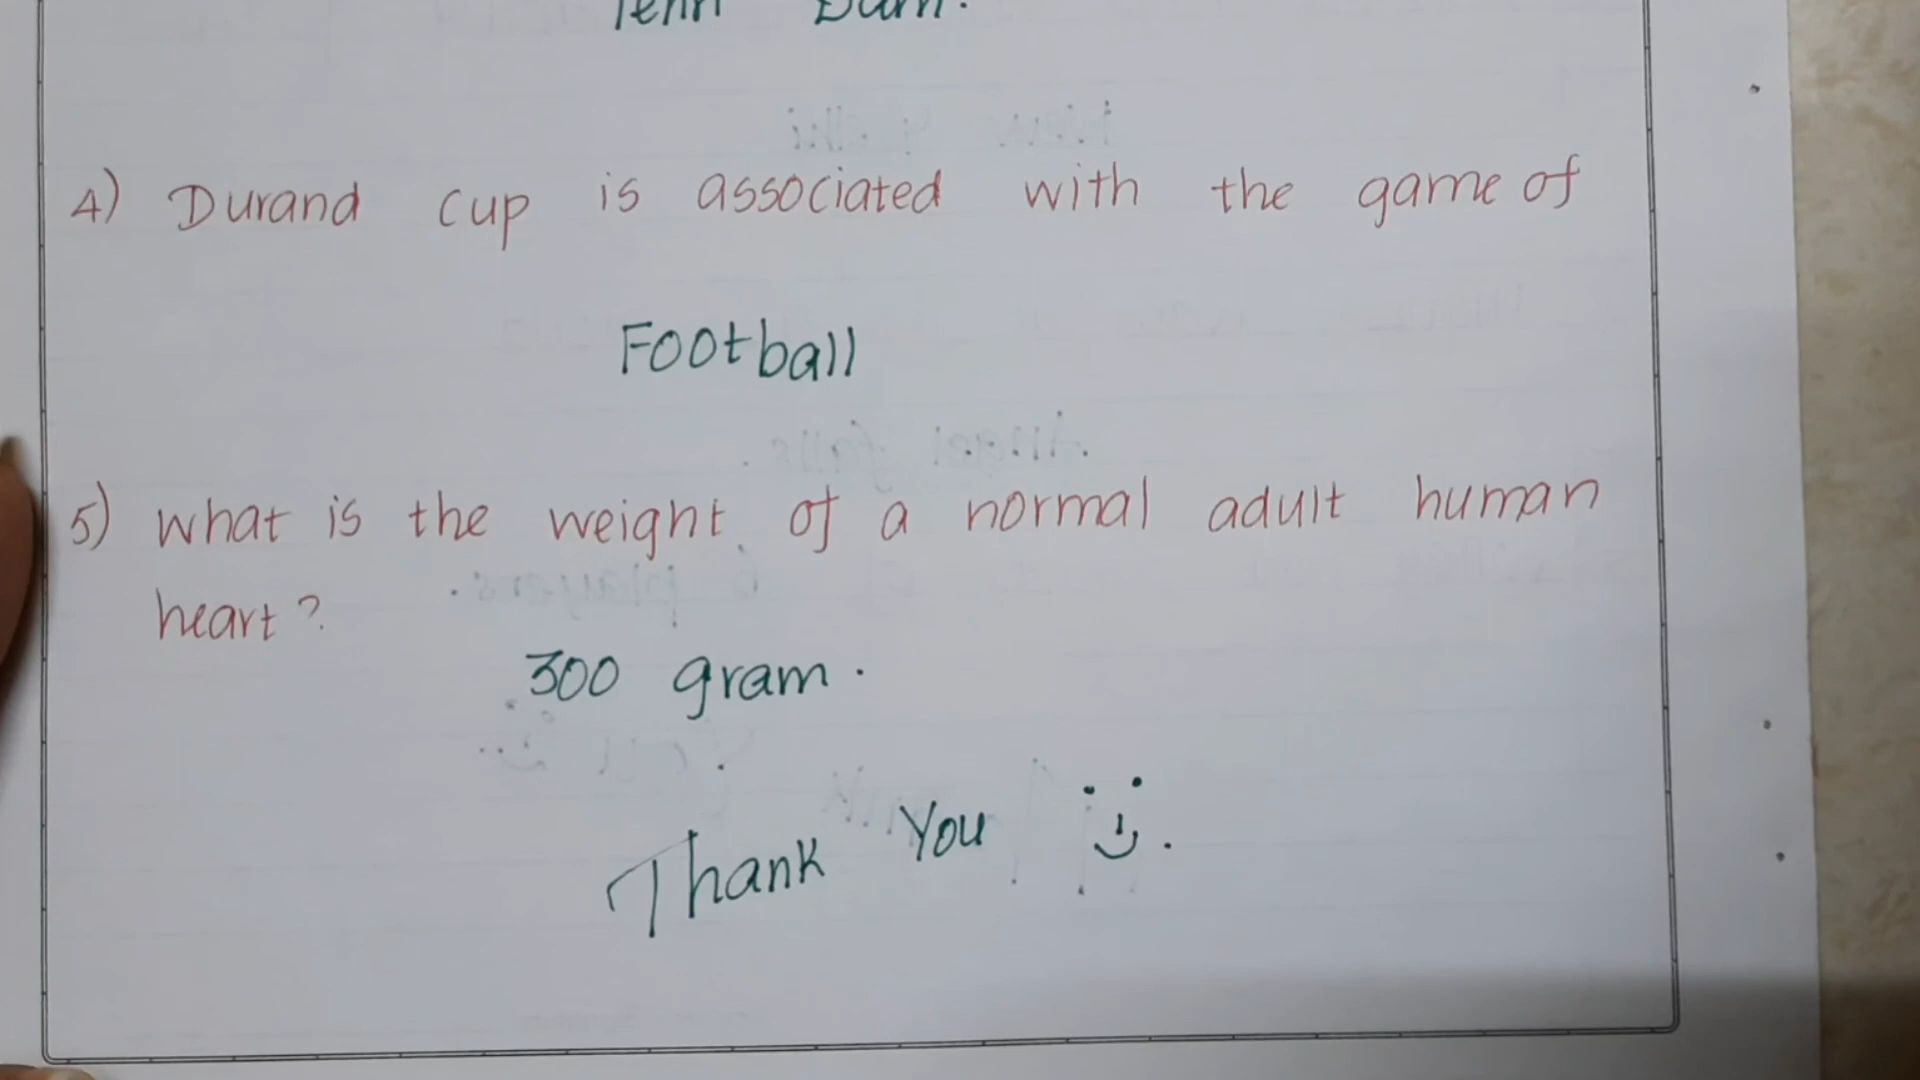 4) Durand cup is associated with the game of
Football
5) what is the weight of a normal adult human
heart?
300 gram.
Thank You